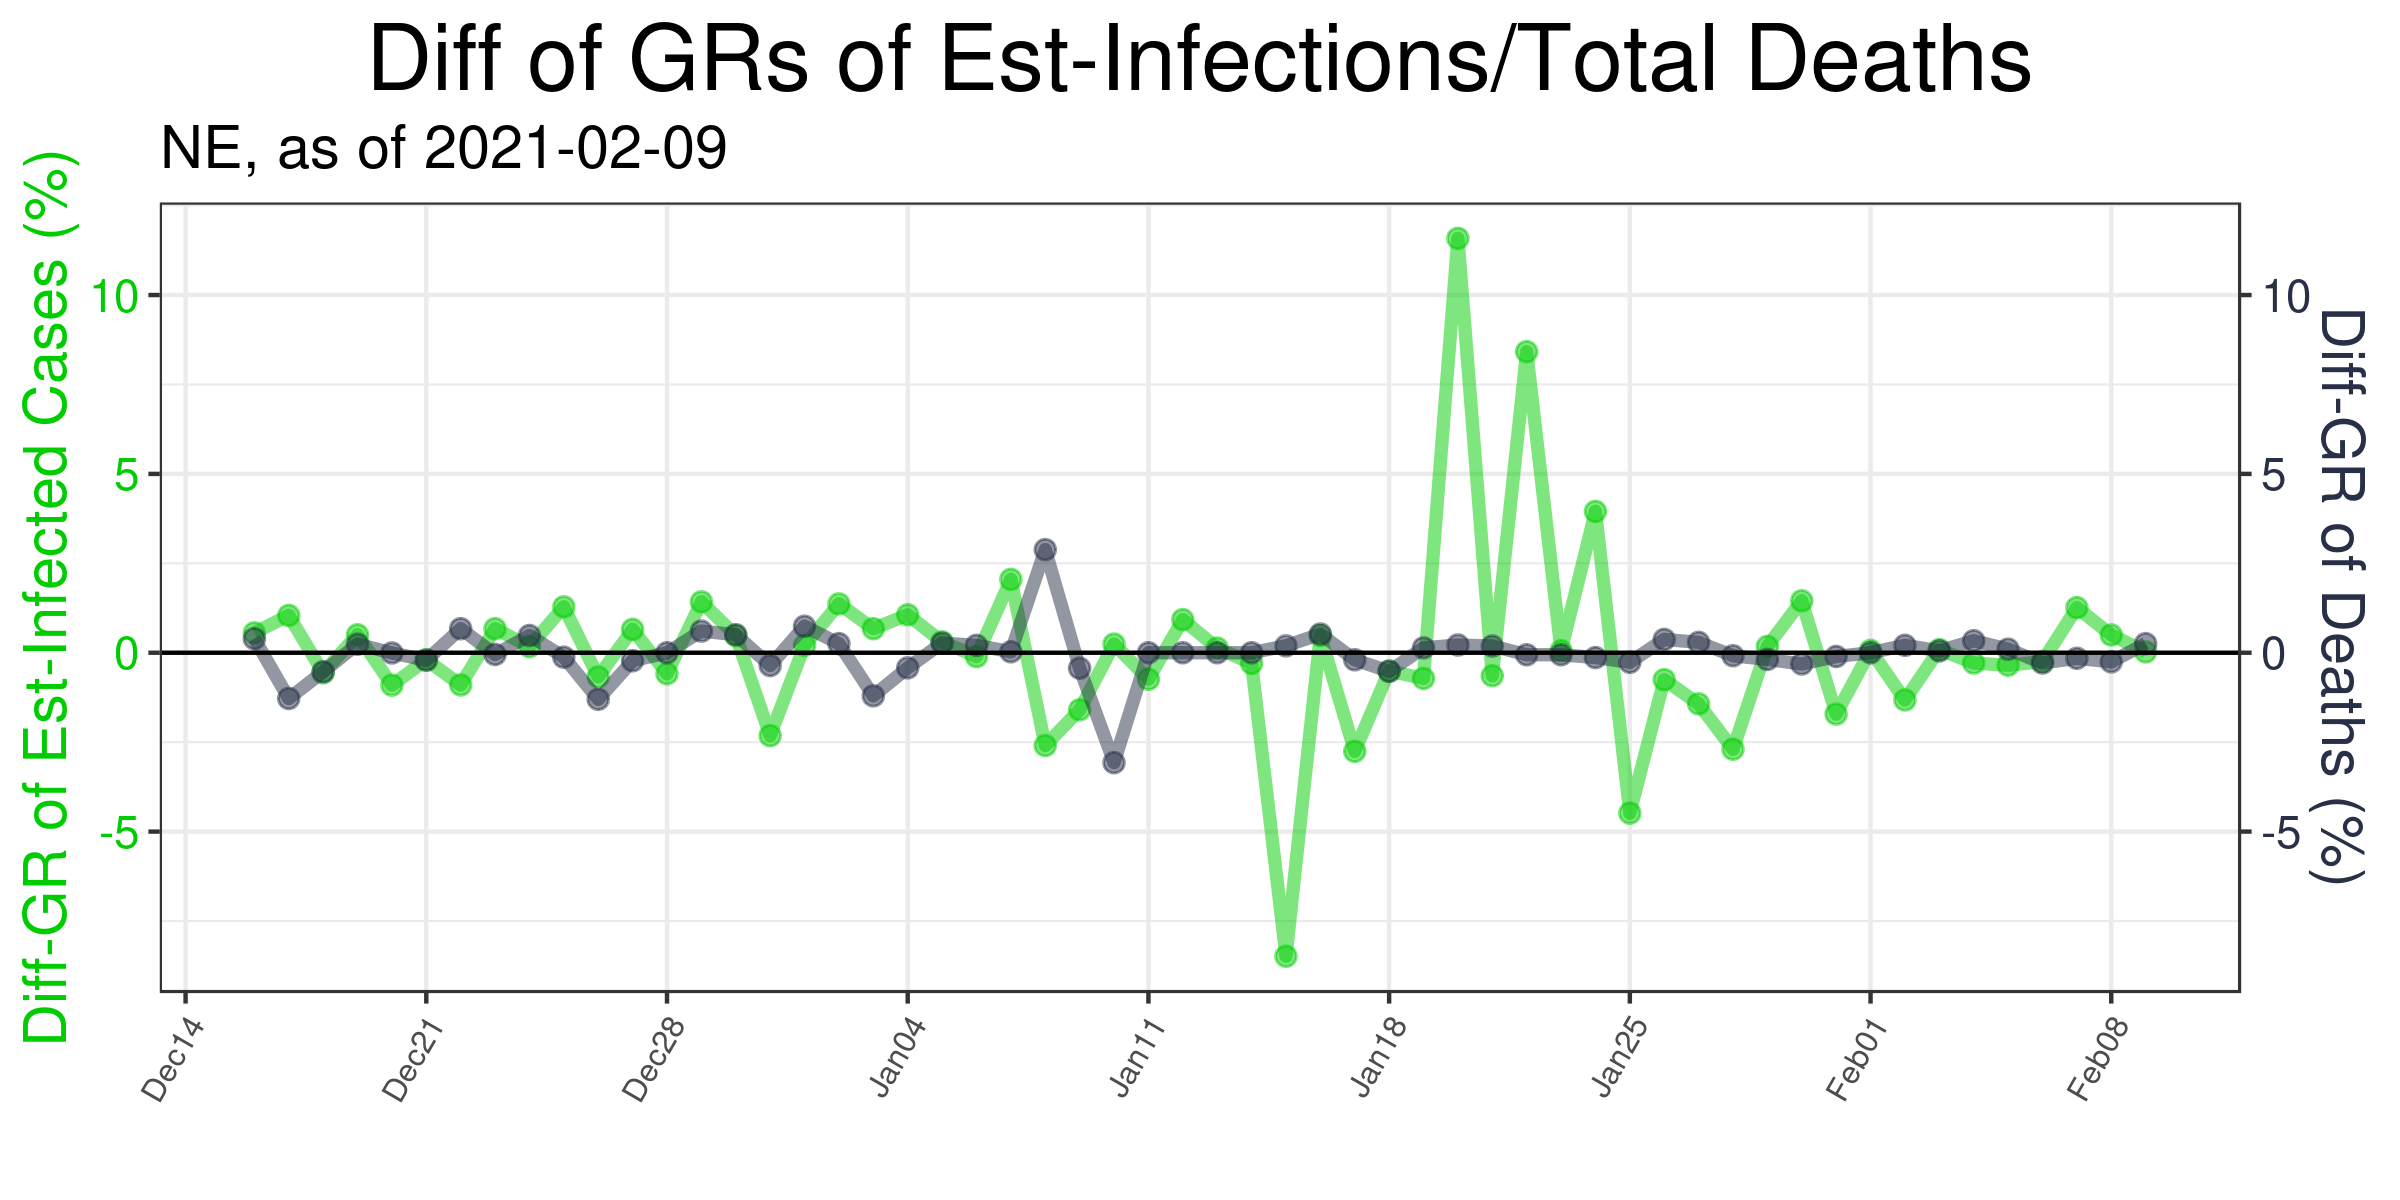 Diff of GRs of Est-Infections/Total Deaths
NE, as of 2021-02-09
Diff-GR of Est-Infected Cases (%)
10
5
0
-5
10
5
0
-5
Diff-GR of Deaths (%)
Dec14
Dec21
Dec28
Jan04
Jan11
Jan18
Jan25
Feb01
Feb08